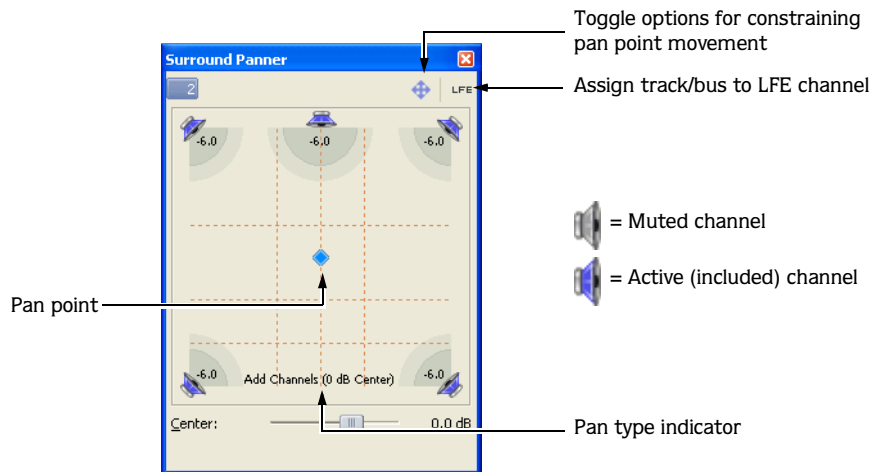 Toggle options for constraining
pan point movement
Surround Panner
2
LFE
Assign track/bus to LFE channel
-6.0
-6.0
-6.0
= Muted channel
= Active (included) channel
Pan point
-6.0
Add Channels (0 dB Center)
-6.0
Center:
0.0 dB
Pan type indicator